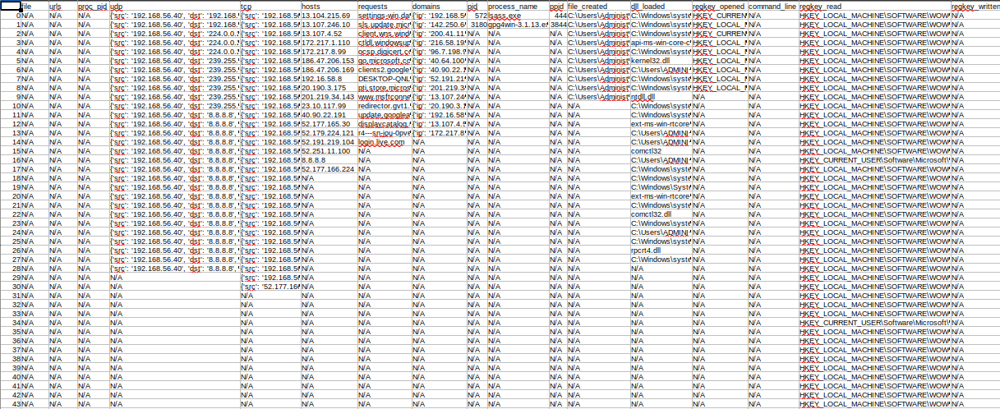 file urls proc_pid udp tcp hosts requests domains pid process_name ppid file_created dll_loaded regkey_opened command_line regkey_read regkey_written
0 N/A N/A N/A {'src': '192.168.56.40', 'dst': '192.168. {'src': '192.168.5 13.104.215.69 settings-win.da {'ip': '192.168.5 572 lsass.exe 444 C:\Users\Administ C:\Windows\syste HKEY_CURREN N/A HKEY_LOCAL_MACHINE\SOFTWARE\WOW N/A
1 N/A N/A N/A {'src': '192.168.56.40', 'dst': '192.168. {'src': '192.168.5 13.107.246.10 sls.update.micr {'ip': '142.250.6 3180 gpg4win-3.1.13.e 3844 C:\Users\Administ C:\Windows\syste HKEY_LOCAL_M N/A HKEY_LOCAL_MACHINE\SOFTWARE\WOW N/A
2 N/A N/A N/A {'src': '192.168.56.40', 'dst': '224.0.0. {'src': '192.168.5 13.107.4.52 client.wns.wind {'ip': '200.41.11 N/A N/A N/A C:\Users\Administ C:\Windows\syste HKEY_CURREN N/A HKEY_LOCAL_MACHINE\SOFTWARE\WOW N/A
3 N/A N/A N/A {'src': '192.168.56.40', 'dst': '224.0.0. {'src': '192.168.5 172.217.1.110 ctldl.windowsup {'ip': '216.58.19 N/A N/A N/A C:\Users\Administ api-ms-win-core- HKEY_LOCAL_M N/A HKEY_LOCAL_MACHINE\SOFTWARE\WOW N/A
4 N/A N/A N/A {'src': '192.168.56.40', 'dst': '224.0.0. {'src': '192.168.5 172.217.8.99 ocsp.digicert.c {'ip': '96.7.198.9 N/A N/A N/A C:\Users\Administ C:\Windows\syste HKEY_LOCAL_M N/A HKEY_LOCAL_MACHINE\SOFTWARE\WOW N/A
5 N/A N/A N/A {'src': '192.168.56.40', 'dst': '239.255. {'src': '192.168.5 186.47.206.153 go.microsoft.co {'ip': '40.64.100 N/A N/A N/A C:\Users\Administ kernel32.dll HKEY_LOCAL_M N/A HKEY_LOCAL_MACHINE\SOFTWARE\WOW N/A
6 N/A N/A N/A {'src': '192.168.56.40', 'dst': '239.255. {'src': '192.168.5 186.47.206.169 clients2.google {'ip': '40.90.22. N/A N/A N/A C:\Users\Administ C:\Users\ADMINI HKEY_LOCAL_M N/A HKEY_LOCAL_MACHINE\SOFTWARE\WOW N/A
7 N/A N/A N/A {'src': '192.168.56.40', 'dst': '239.255. {'src': '192.168.5 192.16.58.8 DESKTOP-QNL {'ip': '52.191.21 N/A N/A N/A C:\Users\Administ C:\Windows\syste HKEY_LOCAL_M N/A HKEY_LOCAL_MACHINE\SOFTWARE\WOW N/A
8 N/A N/A N/A {'src': '192.168.56.40', 'dst': '239.255. {'src': '192.168.5 20.190.3.175 pti.store.micros {'ip': '201.219.3 N/A N/A N/A C:\Users\Administ C:\Windows\syste HKEY_LOCAL_M N/A HKEY_LOCAL_MACHINE\SOFTWARE\WOW N/A
9 N/A N/A N/A {'src': '192.168.56.40', 'dst': '239.255. {'src': '192.168.5 201.219.34.143 www.msftconne {'ip': '13.107.24 N/A N/A N/A C:\Users\Administ ntdll.dll N/A N/A HKEY_LOCAL_MACHINE\SOFTWARE\WOW N/A
10 N/A N/A N/A {'src': '192.168.56.40', 'dst': '239.255. {'src': '192.168.5 23.10.117.99 redirector.gvt1. {'ip': '20.190.3. N/A N/A N/A N/A C:\Windows\syste N/A N/A HKEY_LOCAL_MACHINE\SOFTWARE\WOW N/A
11 N/A N/A N/A {'src': '192.168.56.40', 'dst': '8.8.8.8', {'src': '192.168.5 40.90.22.191 update.googlea {'ip': '192.16.58 N/A N/A N/A N/A C:\Windows\syste N/A N/A HKEY_LOCAL_MACHINE\SOFTWARE\WOW N/A
12 N/A N/A N/A {'src': '192.168.56.40', 'dst': '8.8.8.8', {'src': '192.168.5 52.177.165.30 displaycatalog. {'ip': '13.107.4. N/A N/A N/A N/A ext-ms-win-rtcore N/A N/A HKEY_LOCAL_MACHINE\SOFTWARE\WOW N/A
13 N/A N/A N/A {'src': '192.168.56.40', 'dst': '8.8.8.8', {'src': '192.168.5 52.179.224.121 r4---sn-jou-0pve {'ip': '172.217.8 N/A N/A N/A N/A C:\Users\ADMINI N/A N/A HKEY_LOCAL_MACHINE\SOFTWARE\WOW N/A
14 N/A N/A N/A {'src': '192.168.56.40', 'dst': '8.8.8.8', {'src': '192.168.5 52.191.219.104 login.live.com N/A N/A N/A N/A N/A C:\Users\ADMINI N/A N/A HKEY_LOCAL_MACHINE\SOFTWARE\WOW N/A
15 N/A N/A N/A {'src': '192.168.56.40', 'dst': '8.8.8.8', {'src': '192.168.5 52.251.11.100 N/A N/A N/A N/A N/A N/A comctl32 N/A N/A HKEY_LOCAL_MACHINE\SOFTWARE\WOW N/A
16 N/A N/A N/A {'src': '192.168.56.40', 'dst': '8.8.8.8', {'src': '192.168.5 8.8.8.8 N/A N/A N/A N/A N/A N/A C:\Users\ADMINI N/A N/A HKEY_CURRENT_USER\Software\Microsoft\ N/A
17 N/A N/A N/A {'src': '192.168.56.40', 'dst': '8.8.8.8', {'src': '192.168.5 52.177.166.224 N/A N/A N/A N/A N/A N/A C:\Windows\syste N/A N/A HKEY_LOCAL_MACHINE\SOFTWARE\WOW N/A
18 N/A N/A N/A {'src': '192.168.56.40', 'dst': '8.8.8.8', {'src': '192.168.5 N/A N/A N/A N/A N/A N/A N/A C:\Windows\syste N/A N/A HKEY_LOCAL_MACHINE\SOFTWARE\WOW N/A
19 N/A N/A N/A {'src': '192.168.56.40', 'dst': '8.8.8.8', {'src': '192.168.5 N/A N/A N/A N/A N/A N/A N/A C:\Windows\Syste N/A N/A HKEY_LOCAL_MACHINE\SOFTWARE\WOW N/A
20 N/A N/A N/A {'src': '192.168.56.40', 'dst': '8.8.8.8', {'src': '192.168.5 N/A N/A N/A N/A N/A N/A N/A ext-ms-win-rtcore N/A N/A HKEY_LOCAL_MACHINE\SOFTWARE\WOW N/A
21 N/A N/A N/A {'src': '192.168.56.40', 'dst': '8.8.8.8', {'src': '192.168.5 N/A N/A N/A N/A N/A N/A N/A C:\Windows\syste N/A N/A HKEY_LOCAL_MACHINE\SOFTWARE\WOW N/A
22 N/A N/A N/A {'src': '192.168.56.40', 'dst': '8.8.8.8', {'src': '192.168.5 N/A N/A N/A N/A N/A N/A N/A comctl32.dll N/A N/A HKEY_LOCAL_MACHINE\SOFTWARE\WOW N/A
23 N/A N/A N/A {'src': '192.168.56.40', 'dst': '8.8.8.8', {'src': '192.168.5 N/A N/A N/A N/A N/A N/A N/A C:\Windows\syste N/A N/A HKEY_LOCAL_MACHINE\SOFTWARE\WOW N/A
24 N/A N/A N/A {'src': '192.168.56.40', 'dst': '8.8.8.8', {'src': '192.168.5 N/A N/A N/A N/A N/A N/A N/A C:\Users\ADMINI N/A N/A HKEY_LOCAL_MACHINE\SOFTWARE\WOW N/A
25 N/A N/A N/A {'src': '192.168.56.40', 'dst': '8.8.8.8', {'src': '192.168.5 N/A N/A N/A N/A N/A N/A N/A C:\Windows\syste N/A N/A HKEY_LOCAL_MACHINE\SOFTWARE\WOW N/A
26 N/A N/A N/A {'src': '192.168.56.40', 'dst': '8.8.8.8', {'src': '192.168.5 N/A N/A N/A N/A N/A N/A N/A rpcrt4.dll N/A N/A HKEY_LOCAL_MACHINE\SOFTWARE\WOW N/A
27 N/A N/A N/A {'src': '192.168.56.40', 'dst': '8.8.8.8', {'src': '192.168.5 N/A N/A N/A N/A N/A N/A N/A C:\Windows\syste N/A N/A HKEY_LOCAL_MACHINE\SOFTWARE\WOW N/A
28 N/A N/A N/A {'src': '192.168.56.40', 'dst': '8.8.8.8', {'src': '192.168.5 N/A N/A N/A N/A N/A N/A N/A N/A N/A N/A HKEY_LOCAL_MACHINE\SOFTWARE\WOW N/A
29 N/A N/A N/A N/A {'src': '192.168.5 N/A N/A N/A N/A N/A N/A N/A N/A N/A N/A HKEY_LOCAL_MACHINE\SOFTWARE\WOW N/A
30 N/A N/A N/A N/A {'src': '52.177.16 N/A N/A N/A N/A N/A N/A N/A N/A N/A N/A HKEY_LOCAL_MACHINE\SOFTWARE\WOW N/A
31 N/A N/A N/A N/A N/A N/A N/A N/A N/A N/A N/A N/A N/A N/A N/A HKEY_LOCAL_MACHINE\SOFTWARE\WOW N/A
32 N/A N/A N/A N/A N/A N/A N/A N/A N/A N/A N/A N/A N/A N/A N/A HKEY_LOCAL_MACHINE\SOFTWARE\WOW N/A
33 N/A N/A N/A N/A N/A N/A N/A N/A N/A N/A N/A N/A N/A N/A N/A HKEY_LOCAL_MACHINE\SOFTWARE\WOW N/A
34 N/A N/A N/A N/A N/A N/A N/A N/A N/A N/A N/A N/A N/A N/A N/A HKEY_CURRENT_USER\Software\Microsoft\ N/A
35 N/A N/A N/A N/A N/A N/A N/A N/A N/A N/A N/A N/A N/A N/A N/A HKEY_LOCAL_MACHINE\SOFTWARE\WOW N/A
36 N/A N/A N/A N/A N/A N/A N/A N/A N/A N/A N/A N/A N/A N/A N/A HKEY_LOCAL_MACHINE\SOFTWARE\WOW N/A
37 N/A N/A N/A N/A N/A N/A N/A N/A N/A N/A N/A N/A N/A N/A N/A HKEY_LOCAL_MACHINE\SOFTWARE\WOW N/A
38 N/A N/A N/A N/A N/A N/A N/A N/A N/A N/A N/A N/A N/A N/A N/A HKEY_LOCAL_MACHINE\SOFTWARE\WOW N/A
39 N/A N/A N/A N/A N/A N/A N/A N/A N/A N/A N/A N/A N/A N/A N/A HKEY_LOCAL_MACHINE\SOFTWARE\WOW N/A
40 N/A N/A N/A N/A N/A N/A N/A N/A N/A N/A N/A N/A N/A N/A N/A HKEY_LOCAL_MACHINE\SOFTWARE\WOW N/A
41 N/A N/A N/A N/A N/A N/A N/A N/A N/A N/A N/A N/A N/A N/A N/A HKEY_LOCAL_MACHINE\SOFTWARE\WOW N/A
42 N/A N/A N/A N/A N/A N/A N/A N/A N/A N/A N/A N/A N/A N/A N/A HKEY_LOCAL_MACHINE\SOFTWARE\WOW N/A
43 N/A N/A N/A N/A N/A N/A N/A N/A N/A N/A N/A N/A N/A N/A N/A HKEY_LOCAL_MACHINE\SOFTWARE\WOW N/A